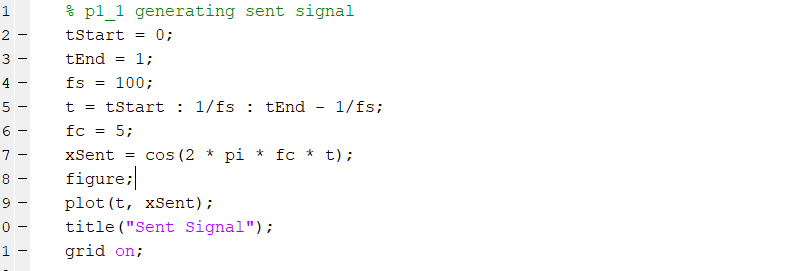 1 % p1_1 generating sent signal
2 - tStart = 0;
3 - tEnd = 1;
4 - fs = 100;
5 - t = tStart : 1/fs : tEnd - 1/fs;
6 - fc = 5;
7 - xSent = cos(2 * pi * fc * t);
8 - figure;
9 - plot(t, xSent);
0 - title("Sent Signal");
1 - grid on;